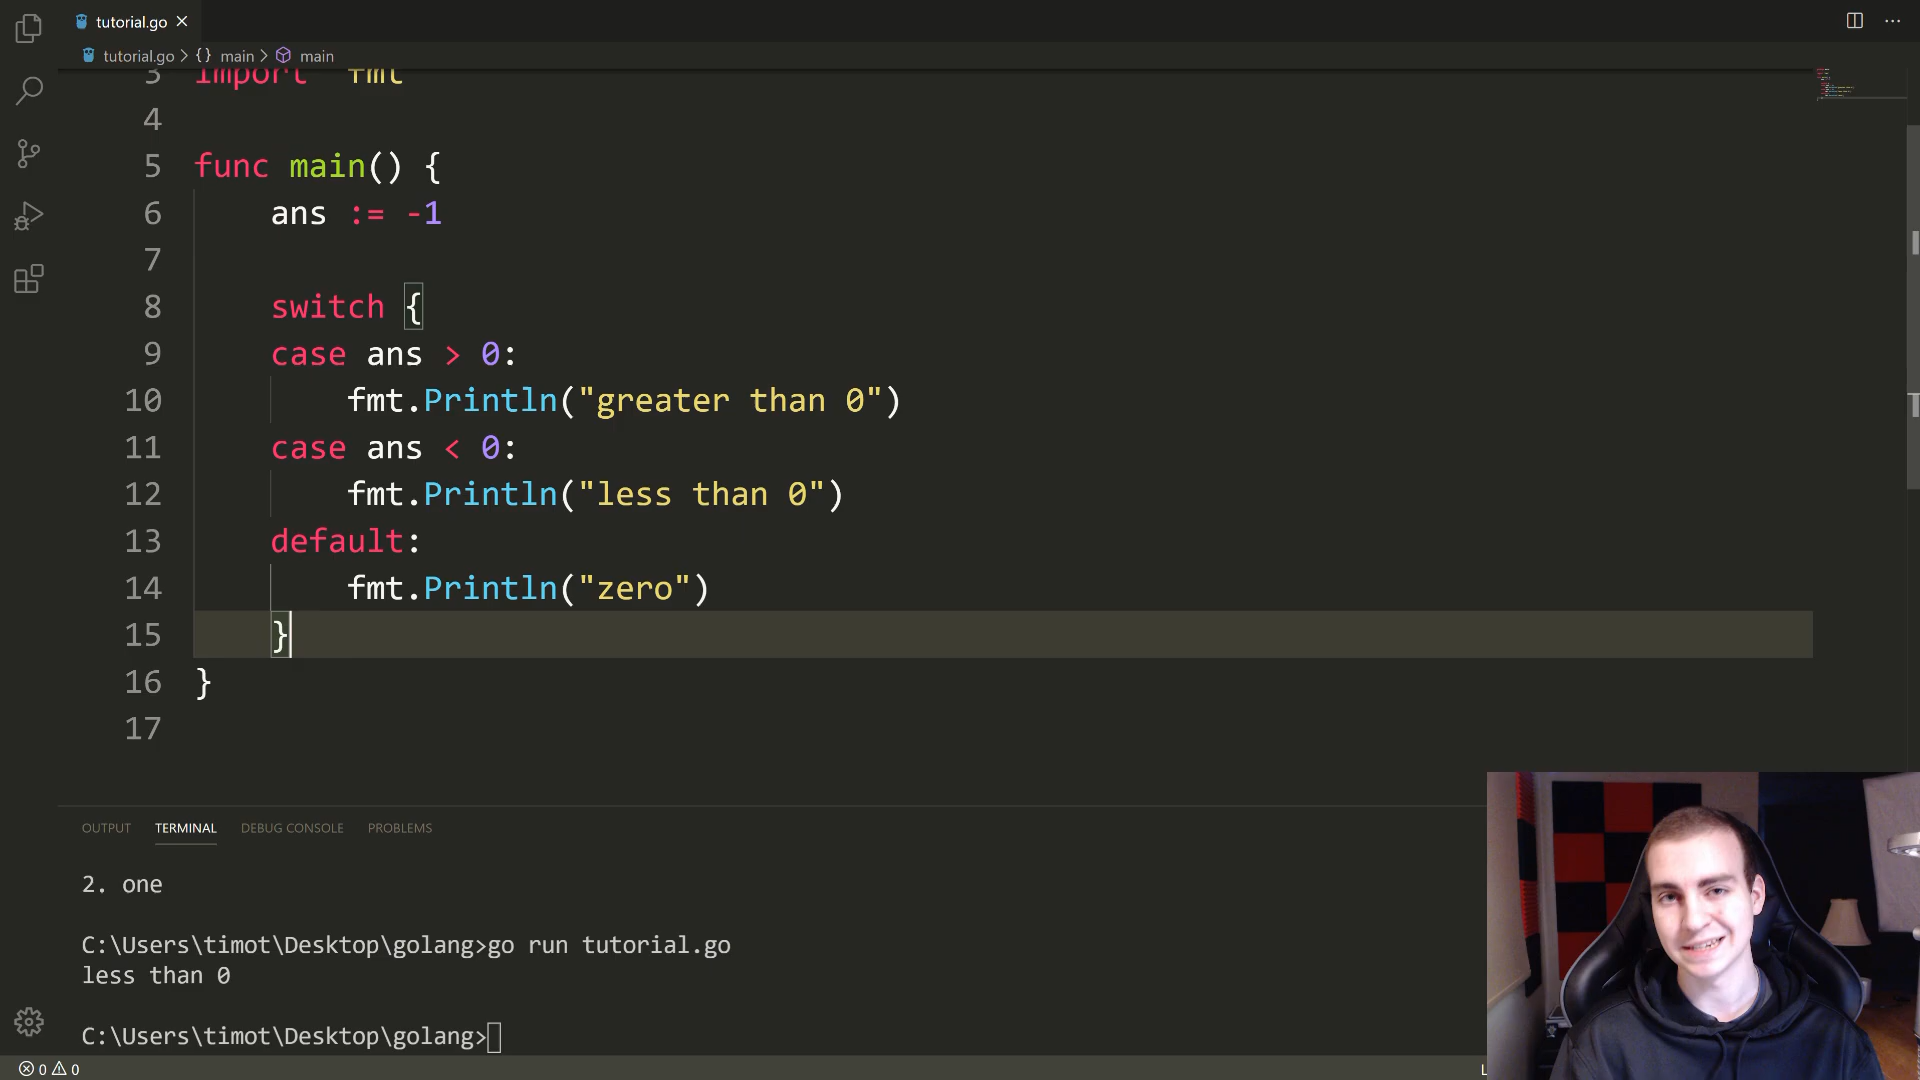 tutorial.go
tutorial.go > {} main > main
3 import "fmt"
4
5 func main() {
6 ans := -1
7
8 switch {
9 case ans > 0:
10 fmt.Println("greater than 0")
11 case ans < 0:
12 fmt.Println("less than 0")
13 default:
14 fmt.Println("zero")
15 }
16 }
17
OUTPUT TERMINAL DEBUG CONSOLE PROBLEMS
2. one
C:\Users\timot\Desktop\golang>go run tutorial.go
less than 0
C:\Users\timot\Desktop\golang>
0 0